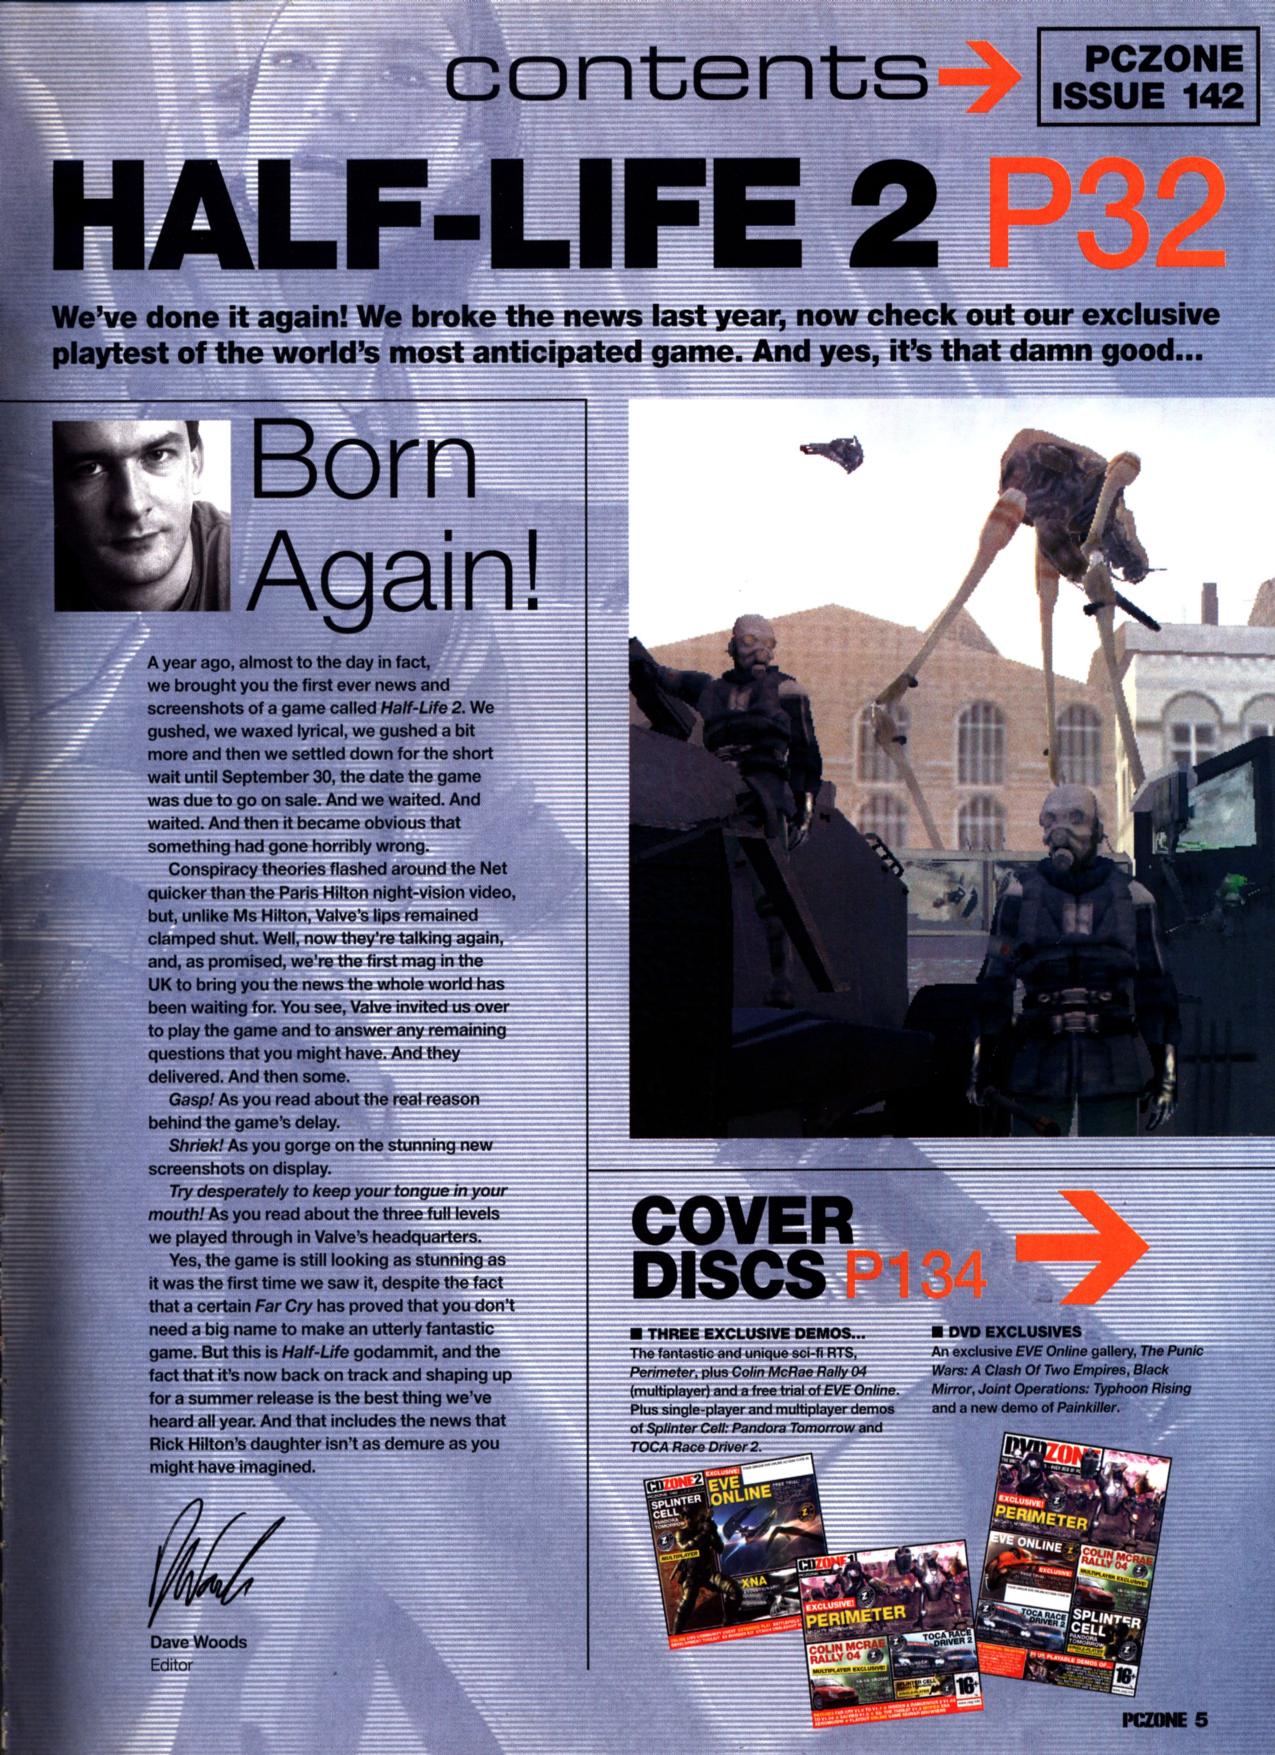 contents
PCZONE
ISSUE 142
HALF-LIFE 2 P32
We've done it again! We broke the news last year, now check out our exclusive
playtest of the world's most anticipated game. And yes, it's that damn good...
Born
Again!
A year ago, almost to the day in fact,
we brought you the first ever news and
screenshots of a game called Half-Life 2. We
gushed, we waxed lyrical, we gushed a bit
more and then we settled down for the short
wait until September 30, the date the game
was due to go on sale. And we waited. And
waited. And then it became obvious that
something had gone horribly wrong.
Conspiracy theories flashed around the Net
quicker than the Paris Hilton night-vision video,
but, unlike Ms Hilton, Valve's lips remained
clamped shut. Well, now they're talking again,
and, as promised, we're the first mag in the
UK to bring you the news the whole world has
been waiting for. You see, Valve invited us over
to play the game and to answer any remaining
questions that you might have. And they
delivered. And then some.
Gasp! As you read about the real reason
behind the game's delay.
Shriek! As you gorge on the stunning new
screenshots on display.
Try desperately to keep your tongue in your
mouth! As you read about the three full levels
we played through in Valve's headquarters.
Yes, the game is still looking as stunning as
it was the first time we saw it, despite the fact
that a certain Far Cry has proved that you don't
need a big name to make an utterly fantastic
game. But this is Half-Life godammit, and the
fact that it's now back on track and shaping up
for a summer release is the best thing we've
heard all year. And that includes the news that
Rick Hilton's daughter isn't as demure as you
might have imagined.
Dave Woods
Editor
COVER
DISCS P134
■ THREE EXCLUSIVE DEMOS...
The fantastic and unique sci-fi RTS,
Perimeter, plus Colin McRae Rally 04
(multiplayer) and a free trial of EVE Online.
Plus single-player and multiplayer demos
of Splinter Cell: Pandora Tomorrow and
TOCA Race Driver 2.
■ DVD EXCLUSIVES
An exclusive EVE Online gallery, The Punic
Wars: A Clash Of Two Empires, Black
Mirror, Joint Operations: Typhoon Rising
and a new demo of Painkiller.
CDZONE2
EXCLUSIVE!
EVE
ONLINE
FREE TRIAL
SPLINTER
CELL
PANDORA
TOMORROW
MULTIPLAYER
XNA
CDZONE1
EXCLUSIVE!
PERIMETER
COLIN MCRAE
RALLY 04
MULTIPLAYER EXCLUSIVE!
TOCA RACE
DRIVER 2
SPLINTER CELL
16+
DVDZONE
EXCLUSIVE!
PERIMETER
EVE ONLINE
EXCLUSIVE!
COLIN MCRAE
RALLY 04
MULTIPLAYER EXCLUSIVE!
TOCA RACE
DRIVER 2
SPLINTER
CELL
PANDORA
TOMORROW
PLUS PLAYABLE DEMOS OF...
16+
PCZONE 5